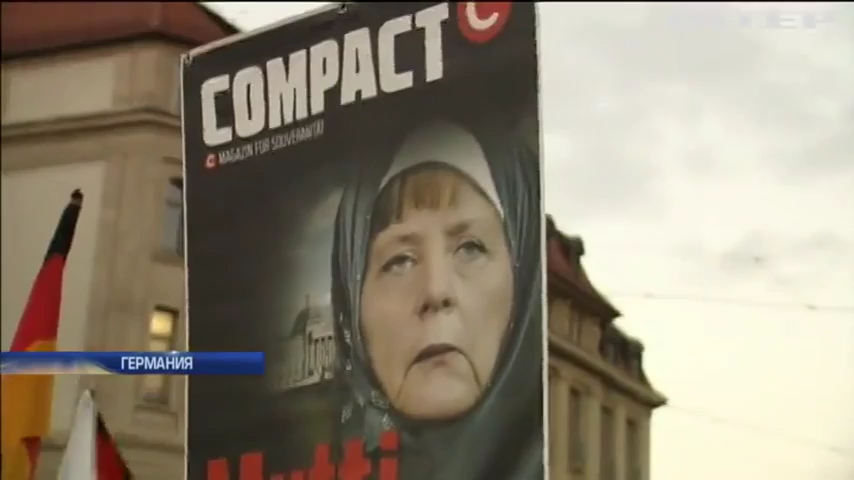 COMPACT
C
C MAGAZIN FÜR SOUVERÄNITÄT
ГЕРМАНИЯ
Mutti